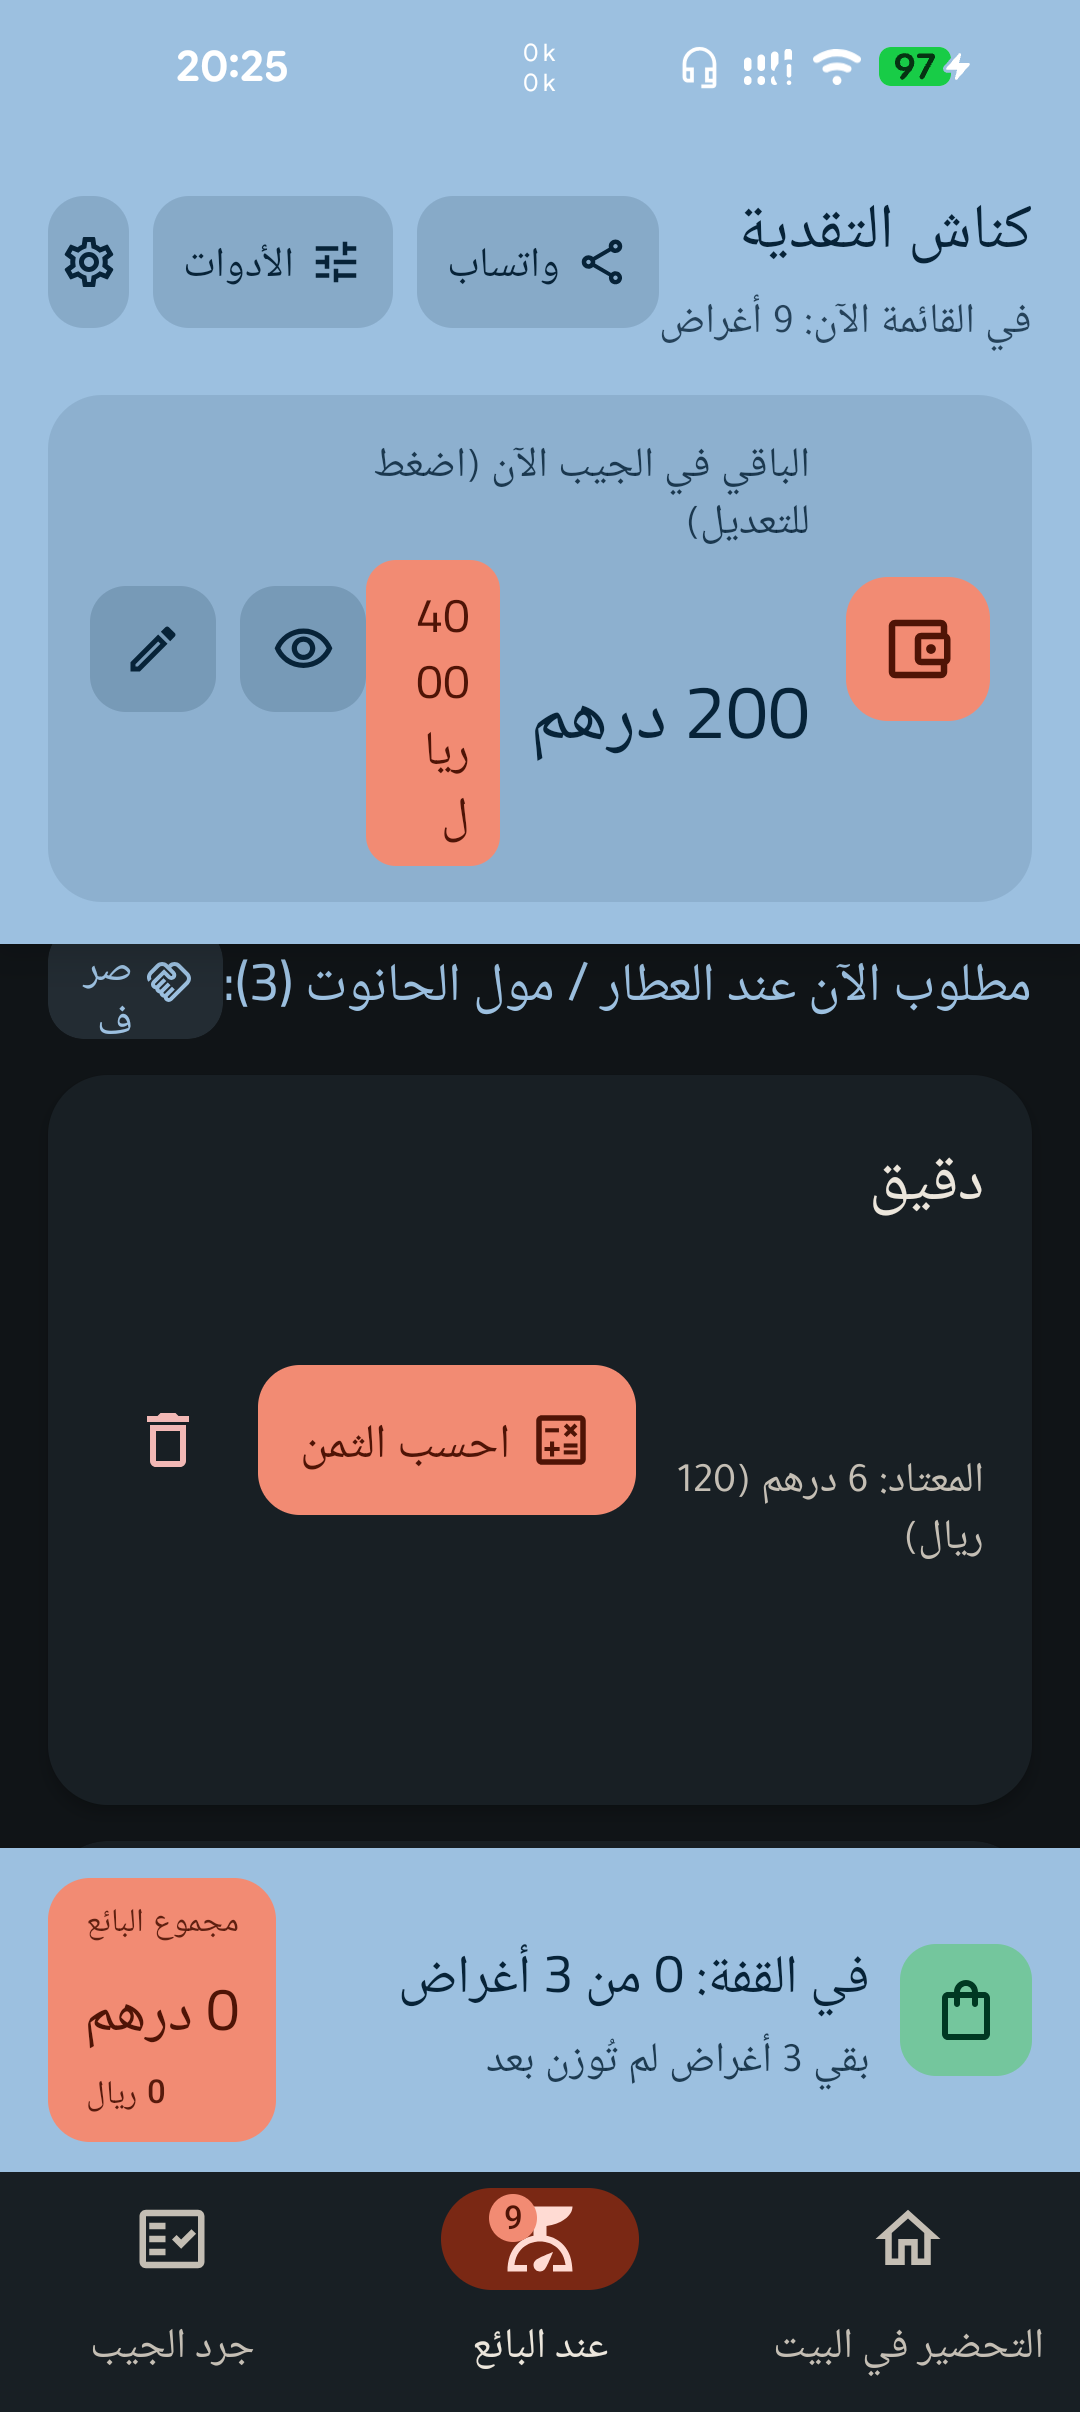 20:25
0 k
0 k
97
كناش التقدية
في القائمة الآن: 9 أغراض
واتساب
الأدوات
الباقي في الجيب الآن (اضغط
للتعديل)
200 درهم
40
00
ريا
ل
مطلوب الآن عند العطار / مول الحانوت (3):
صر
ف
دقيق
المعتاد: 6 درهم (120
ريال)
احسب الثمن
في القفة: 0 من 3 أغراض
بقي 3 أغراض لم تُوزن بعد
مجموع البائع
0 درهم
0 ريال
التحضير في البيت
9
عند البائع
جرد الجيب